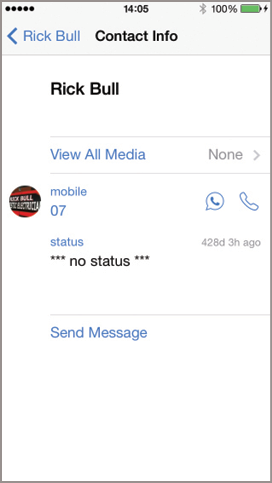 14:05 100%
Rick Bull Contact Info
Rick Bull
View All Media None
mobile
07
RICK BULL
status 428d 3h ago
*** no status ***
Send Message